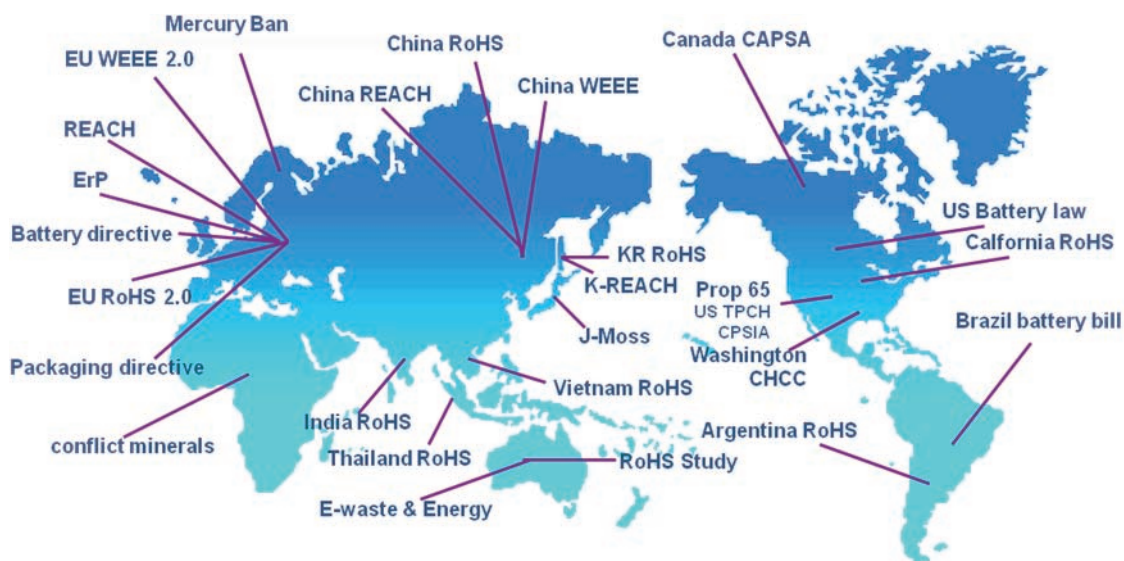 Mercury Ban
EU WEEE 2.0
REACH
ErP
Battery directive
EU RoHS 2.0
Packaging directive
conflict minerals
China RoHS
China REACH
China WEEE
KR RoHS
K-REACH
J-Moss
Vietnam RoHS
India RoHS
Thailand RoHS
RoHS Study
E-waste & Energy
Canada CAPSA
US Battery law
Calfornia RoHS
Prop 65
US TPCH
CPSIA
Washington
CHCC
Brazil battery bill
Argentina RoHS